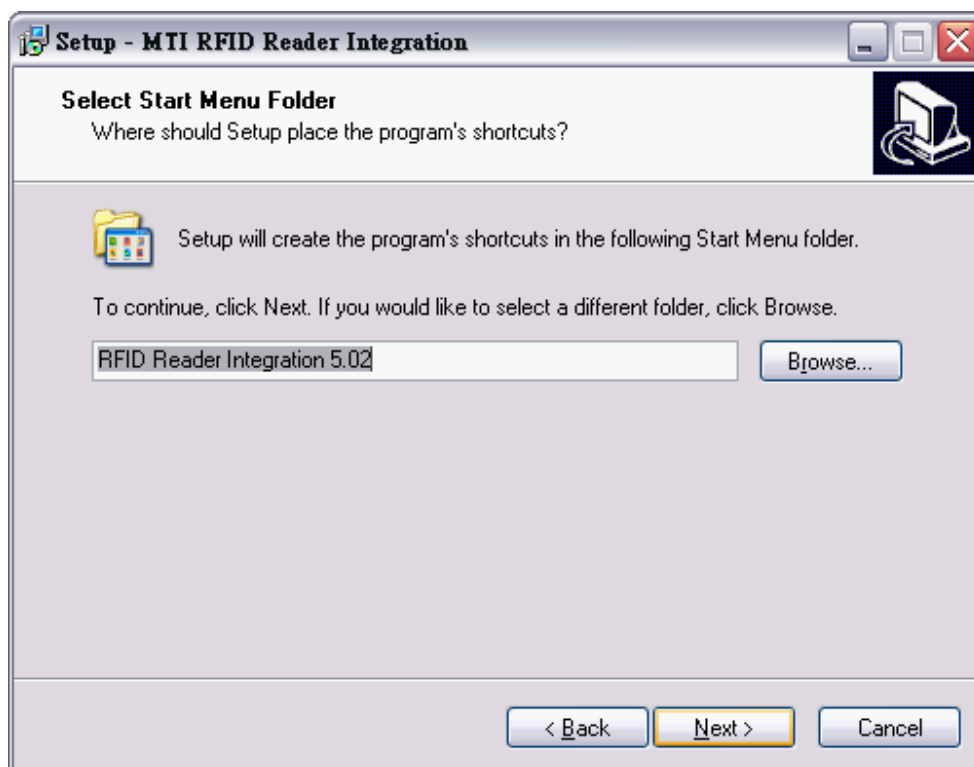 Setup - MTI RFID Reader Integration
Select Start Menu Folder
Where should Setup place the program's shortcuts?
Setup will create the program's shortcuts in the following Start Menu folder.
To continue, click Next. If you would like to select a different folder, click Browse.
RFID Reader Integration 5.02
Browse...
< Back
Next >
Cancel